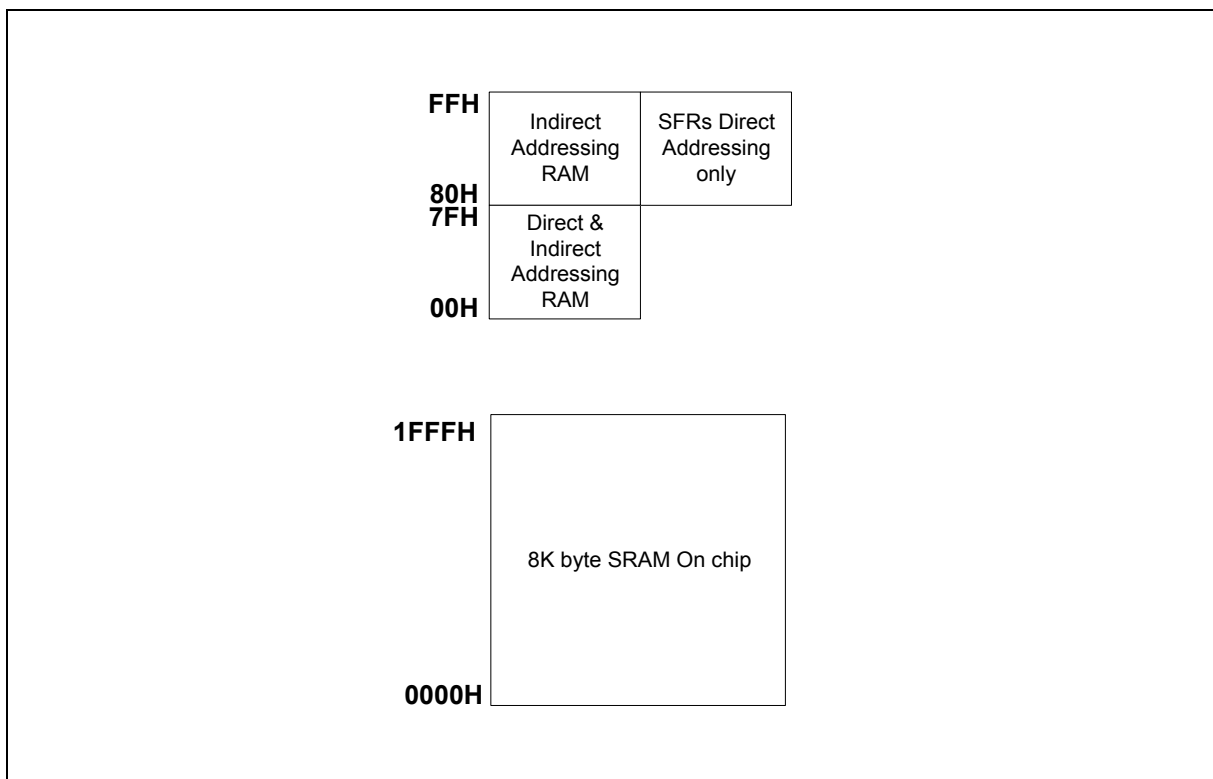 FFH
Indirect
Addressing
RAM
SFRs Direct
Addressing
only
80H
7FH
Direct &
Indirect
Addressing
RAM
00H
1FFFH
8K byte SRAM On chip
0000H